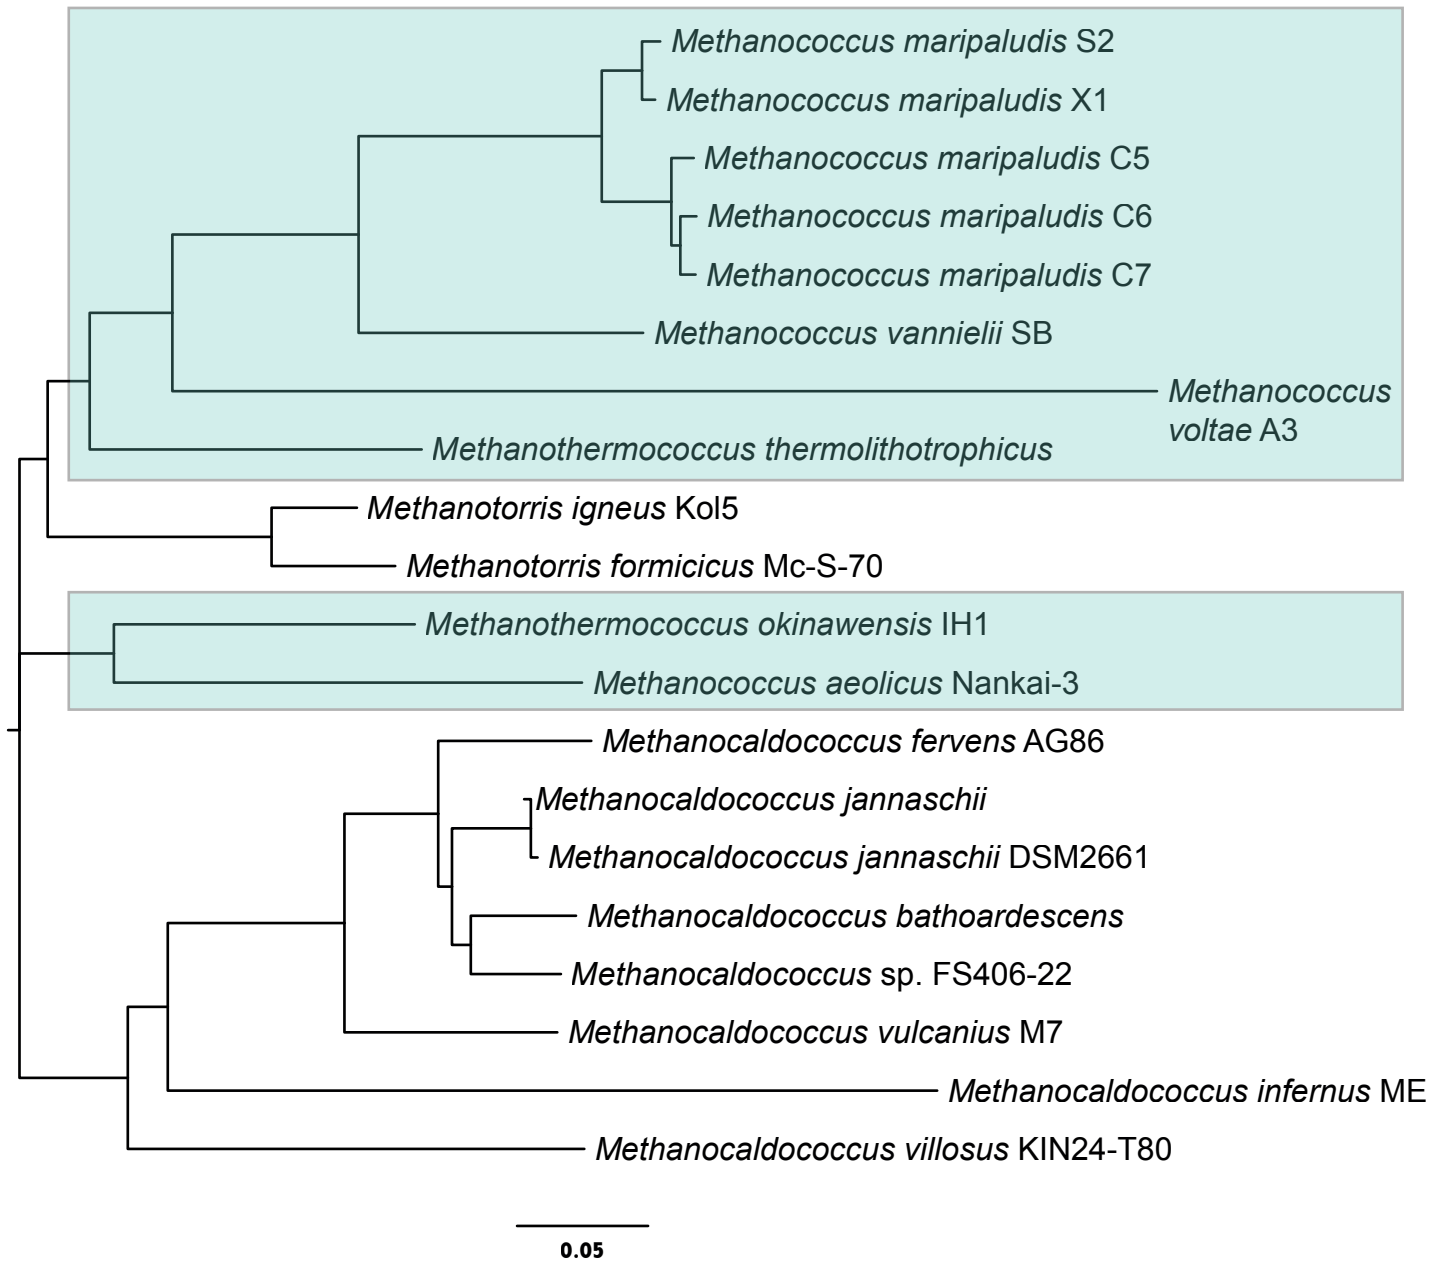 Methanococcus maripaludis S2
Methanococcus maripaludis X1
Methanococcus maripaludis C5
Methanococcus maripaludis C6
Methanococcus maripaludis C7
Methanococcus vannielii SB
Methanococcus
voltae A3
Methanothermococcus thermolithotrophicus
Methanotorris igneus Kol5
Methanotorris formicicus Mc-S-70
Methanothermococcus okinawensis IH1
Methanococcus aeolicus Nankai-3
Methanocaldococcus fervens AG86
Methanocaldococcus jannaschii
Methanocaldococcus jannaschii DSM2661
Methanocaldococcus bathoardescens
Methanocaldococcus sp. FS406-22
Methanocaldococcus vulcanius M7
Methanocaldococcus infernus ME
Methanocaldococcus villosus KIN24-T80
0.05